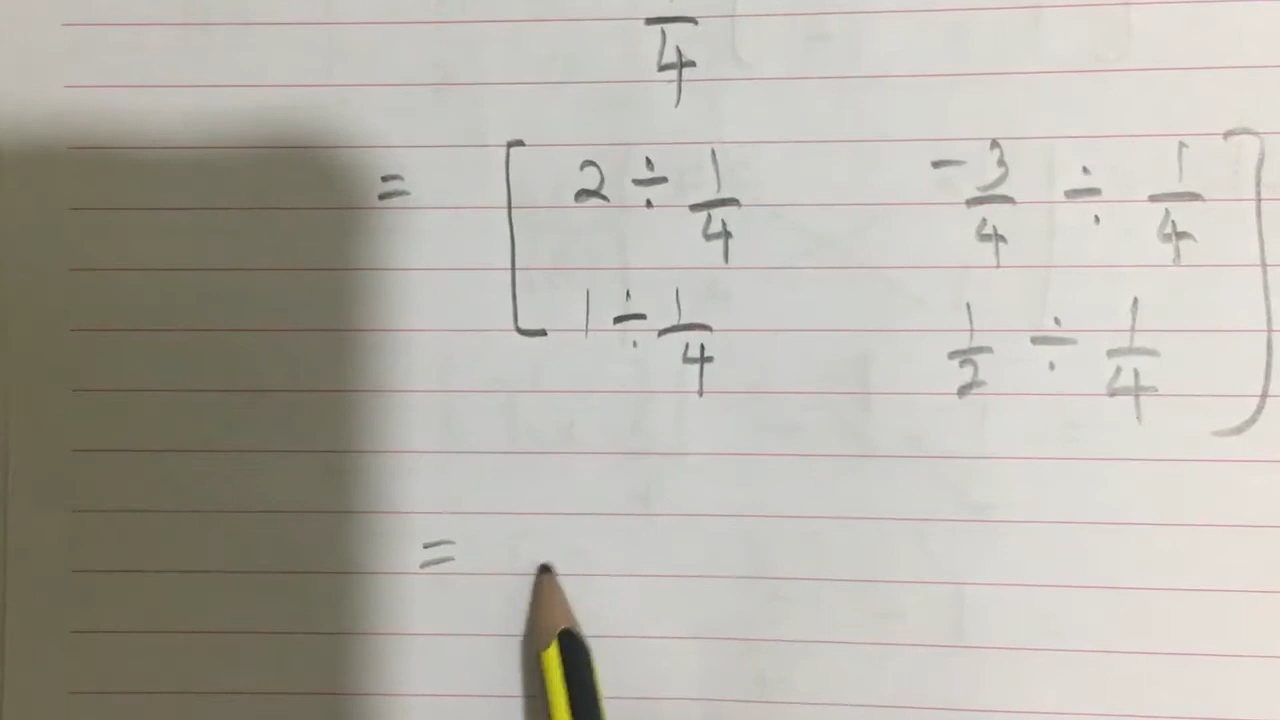 /4
= [ 2 ÷ 1/4 -3/4 ÷ 1/4
1 ÷ 1/4 1/2 ÷ 1/4 ]
=